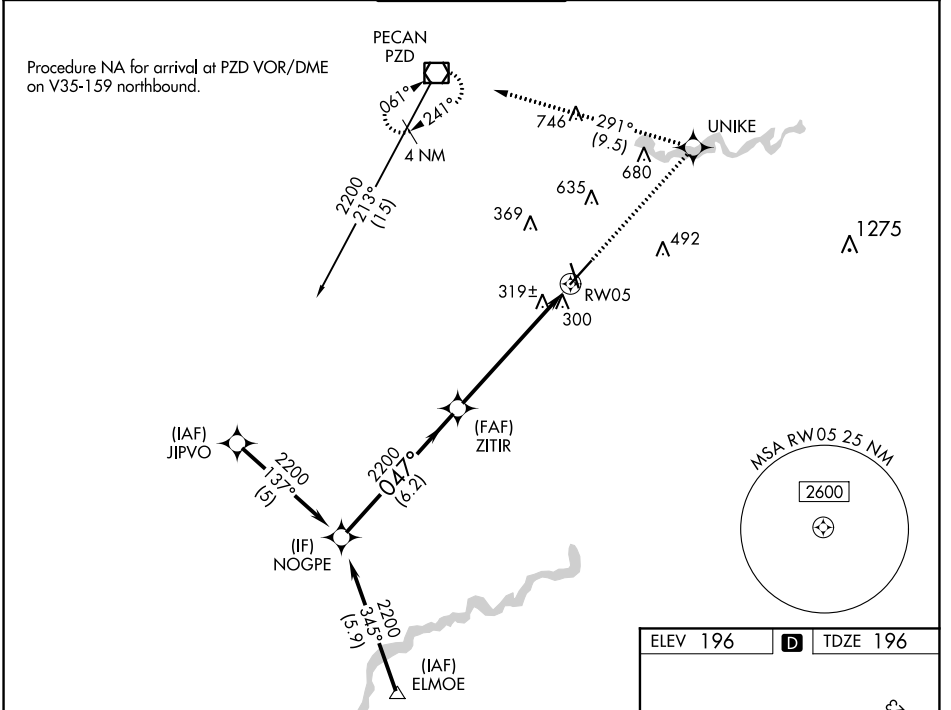 PECAN
PZD
Procedure NA for arrival at PZD VOR/DME
on V35-159 northbound.
061°
241°
4 NM
746
291°
(9.5)
UNIKE
680
2200
213°
(15)
635
369
492
1275
319±
RW05
300
(IAF)
JIPVO
(FAF)
ZITIR
2200
137°
(5)
2200
047°
(6.2)
MSA RW05 25 NM
2600
(IF)
NOGPE
2200
345°
(5.9)
(IAF)
ELMOE
ELEV 196 D TDZE 196